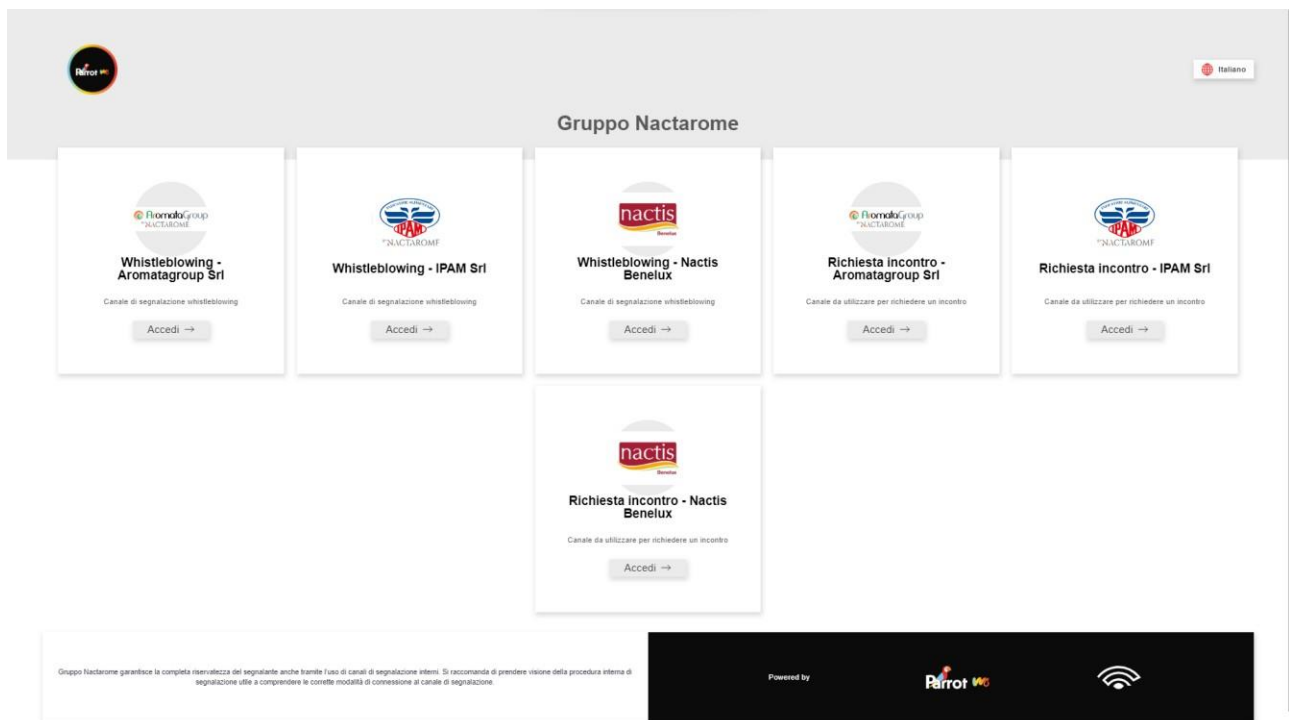 Parrot WB
Italiano
Gruppo Nactarome
AromataGroup
BY NACTAROME
Whistleblowing -
Aromatagroup Srl
Canale di segnalazione whistleblowing
Accedi →
IPAM
BY NACTAROME
Whistleblowing - IPAM Srl
Canale di segnalazione whistleblowing
Accedi →
nactis
Benelux
Whistleblowing - Nactis
Benelux
Canale di segnalazione whistleblowing
Accedi →
AromataGroup
BY NACTAROME
Richiesta incontro -
Aromatagroup Srl
Canale da utilizzare per richiedere un incontro
Accedi →
IPAM
BY NACTAROME
Richiesta incontro - IPAM Srl
Canale da utilizzare per richiedere un incontro
Accedi →
nactis
Benelux
Richiesta incontro - Nactis
Benelux
Canale da utilizzare per richiedere un incontro
Accedi →
Gruppo Nactarome garantisce la completa riservatezza del segnalante anche tramite l'uso di canali di segnalazione interni. Si raccomanda di prendere visione della procedura interna di
segnalazione utile a comprendere le corrette modalità di connessione al canale di segnalazione.
Powered by
Parrot WB